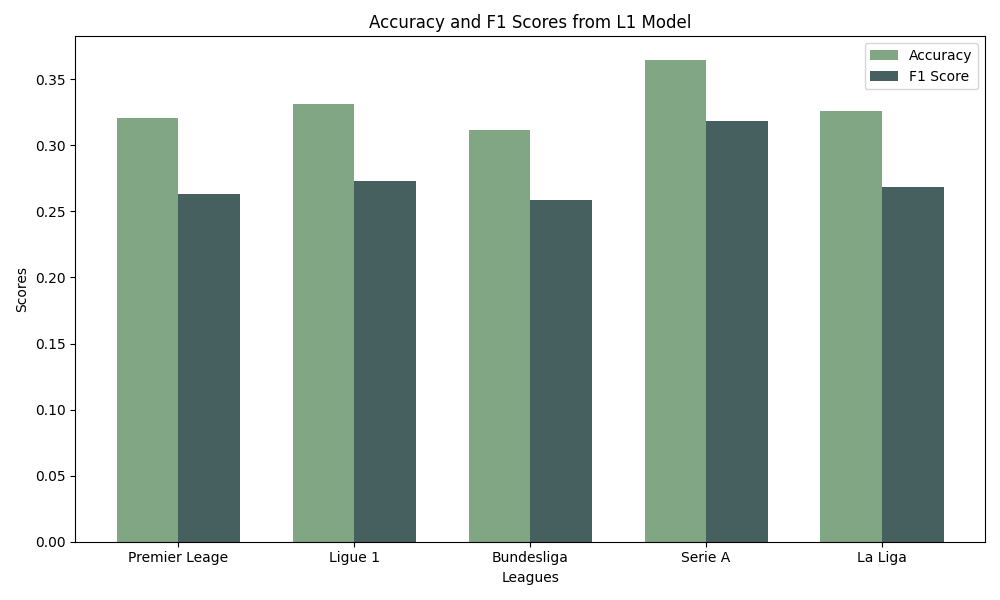 Accuracy and F1 Scores from L1 Model
Accuracy
F1 Score
0.35
0.30
0.25
0.20
0.15
0.10
0.05
0.00
Scores
Premier Leage
Ligue 1
Bundesliga
Serie A
La Liga
Leagues